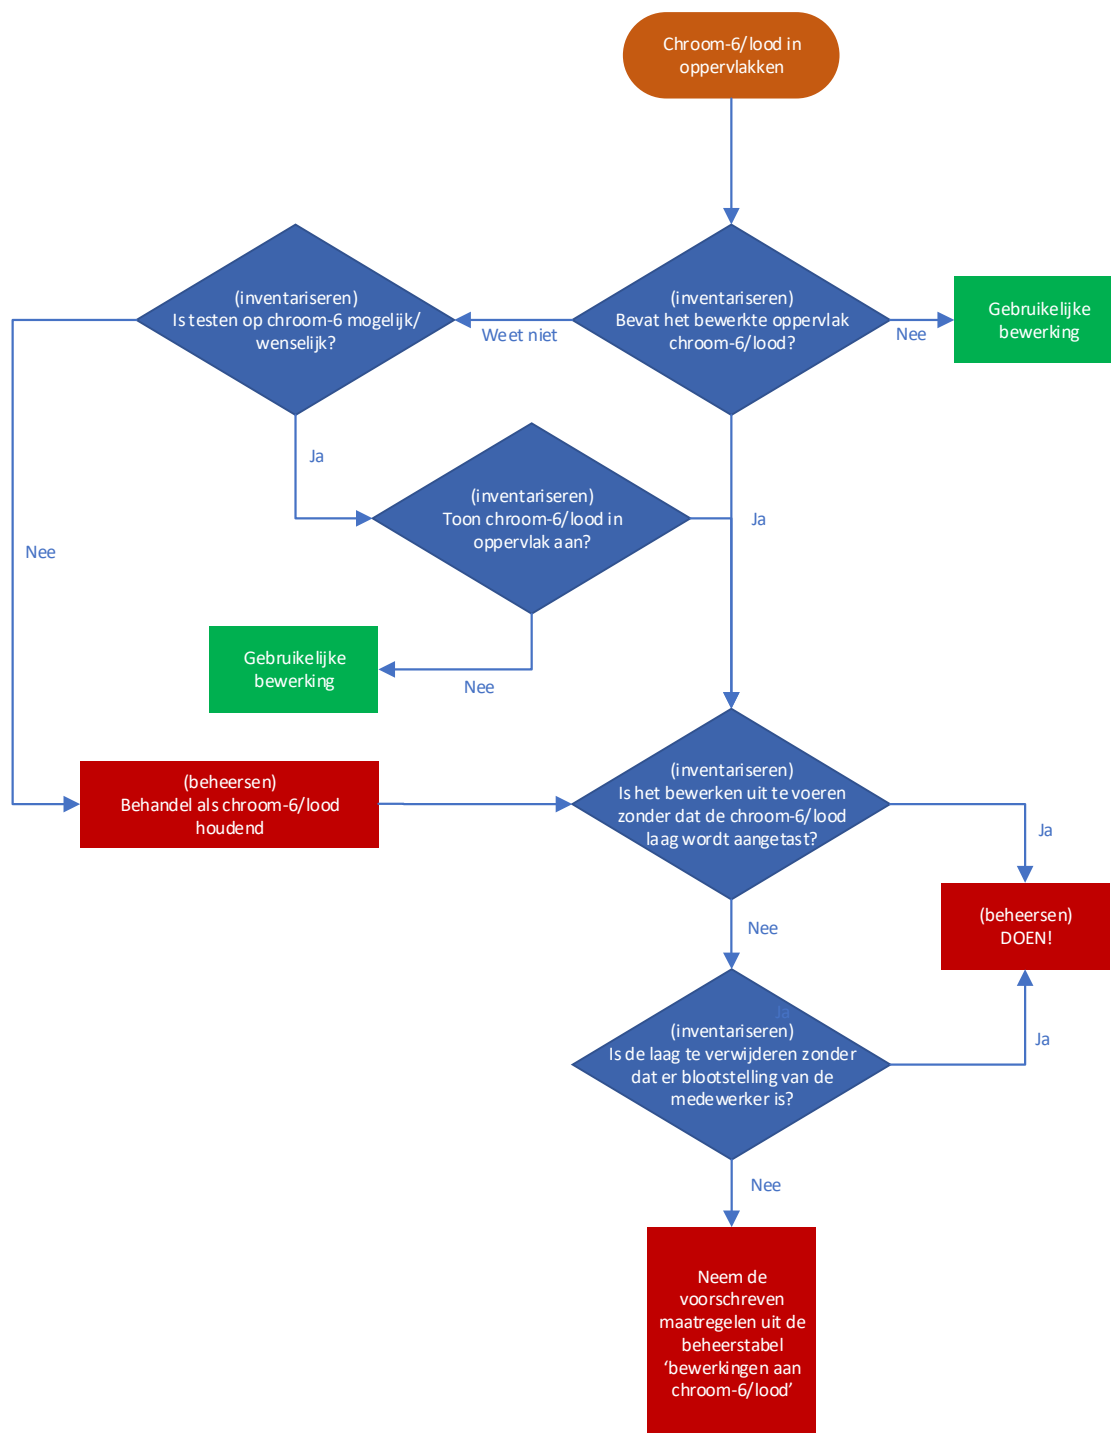 Chroom-6/lood in
oppervlakken
(inventariseren)
Is testen op chroom-6 mogelijk/
wenselijk?
Weet niet
(inventariseren)
Bevat het bewerkte oppervlak
chroom-6/lood?
Nee
Gebruikelijke
bewerking
Ja
(inventariseren)
Toon chroom-6/lood in
oppervlak aan?
Ja
Nee
Gebruikelijke
bewerking
Nee
(beheersen)
Behandel als chroom-6/lood
houdend
(inventariseren)
Is het bewerken uit te voeren
zonder dat de chroom-6/lood
laag wordt aangetast?
Ja
Nee
(beheersen)
DOEN!
Ja
(inventariseren)
Is de laag te verwijderen zonder
dat er blootstelling van de
medewerker is?
Ja
Nee
Neem de
voorschreven
maatregelen uit de
beheerstabel
‘bewerkingen aan
chroom-6/lood’